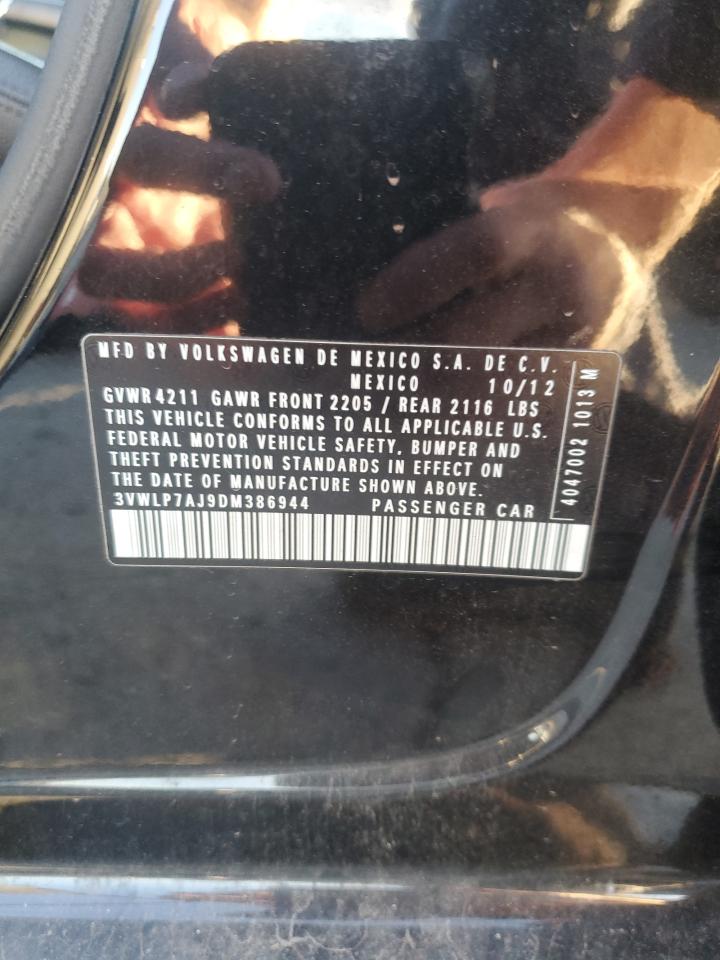 MFD BY VOLKSWAGEN DE MEXICO S.A. DE C.V.
MEXICO 10/12
GVWR 4211 GAWR FRONT 2205 / REAR 2116 LBS
THIS VEHICLE CONFORMS TO ALL APPLICABLE U.S.
FEDERAL MOTOR VEHICLE SAFETY, BUMPER AND
THEFT PREVENTION STANDARDS IN EFFECT ON
THE DATE OF MANUFACTURE SHOWN ABOVE.
3VWLP7AJ9DM386944 PASSENGER CAR
4047002 1013 M